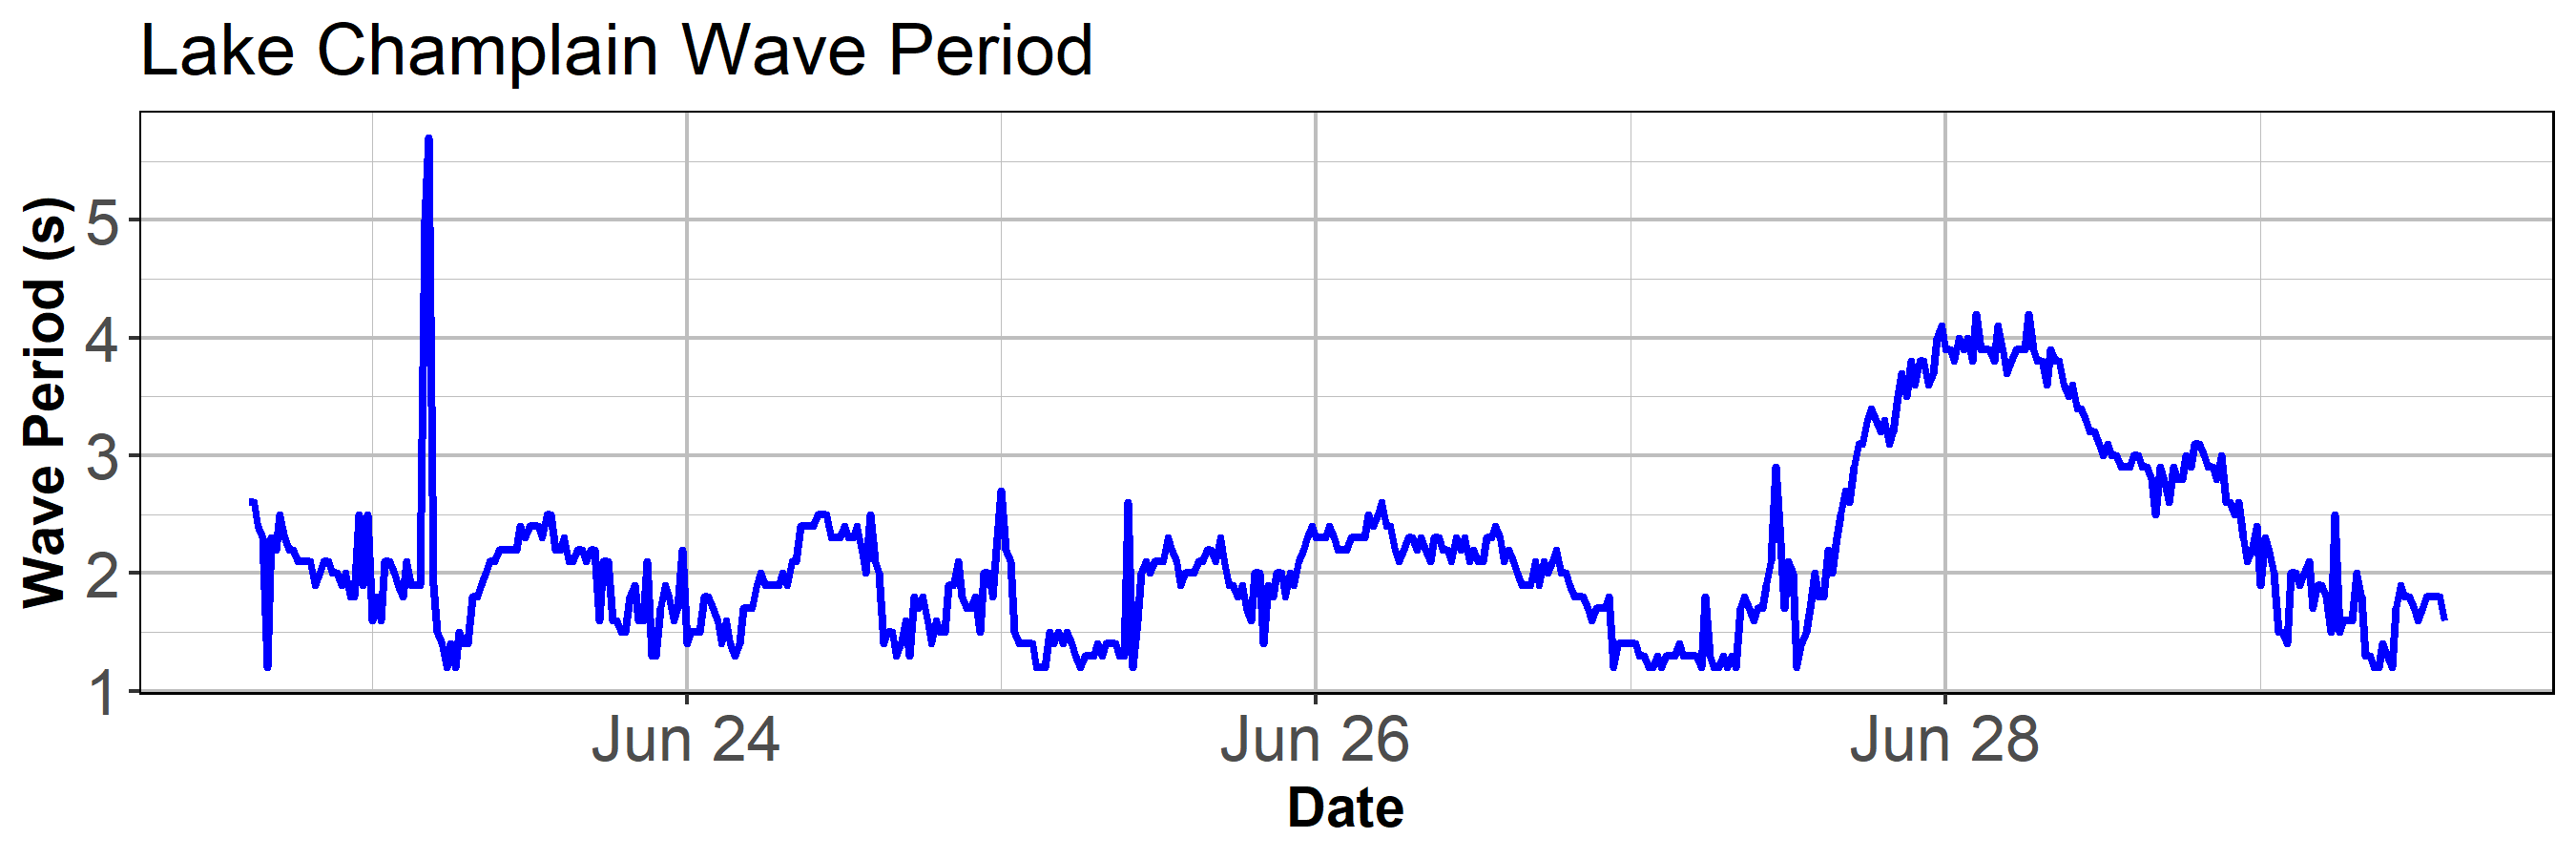 Lake Champlain Wave Period
Wave Period (s)
5
4
3
2
1
Jun 24
Jun 26
Jun 28
Date